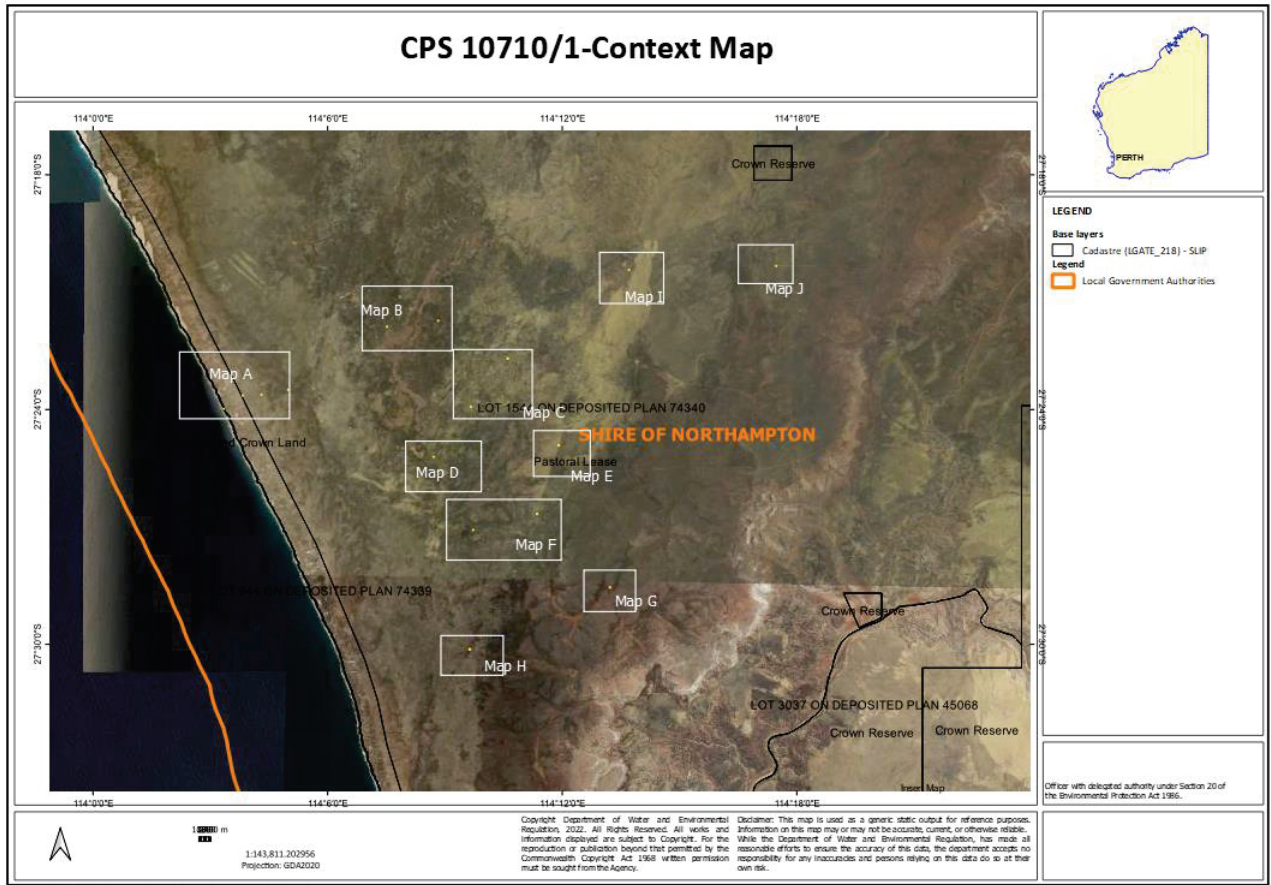 CPS 10710/1-Context Map
114°0'0"E
114°6'0"E
114°12'0"E
114°18'0"E
27°18'0"S
27°18'0"S
Crown Reserve
Map I
Map J
Map B
Map A
Map C
LOT 1544 ON DEPOSITED PLAN 74340
27°24'0"S
27°24'0"S
SHIRE OF NORTHAMPTON
Crown Land
Map D
Pastoral Lease
Map E
Map F
ON DEPOSITED PLAN 74339
Map G
Crown Reserve
27°30'0"S
27°30'0"S
Map H
LOT 3037 ON DEPOSITED PLAN 45068
Crown Reserve
Crown Reserve
Inset Map
114°0'0"E
114°6'0"E
114°12'0"E
114°18'0"E
PERTH
LEGEND
Base layers
Cadastre (LGATE_218) - SLIP
Legend
Local Government Authorities
Officer with delegated authority under Section 20 of
the Environmental Protection Act 1986.
m
1:143,811.202956
Projection: GDA2020
Copyright Department of Water and Environmental
Regulation, 2022. All Rights Reserved. All works and
information displayed are subject to Copyright. For the
reproduction or publication beyond that permitted by the
Commonwealth Copyright Act 1968 written permission
must be sought from the Agency.
Disclaimer: This map is used as a generic static output for reference purposes.
Information on this map may or may not be accurate, current, or otherwise reliable.
While the Department of Water and Environmental Regulation, has made all
reasonable efforts to ensure the accuracy of this data, the department accepts no
responsibility for any inaccuracies and persons relying on this data do so at their
own risk.